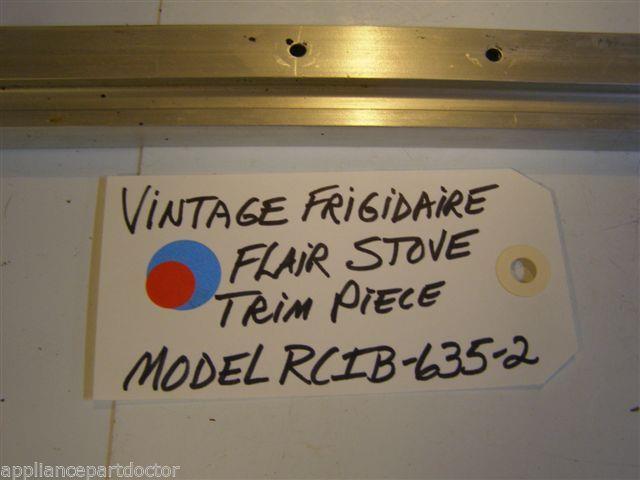 VINTAGE FRIGIDAIRE
FLAIR STOVE
TRIM PIECE
MODEL RCIB-635-2
appliancepartdoctor